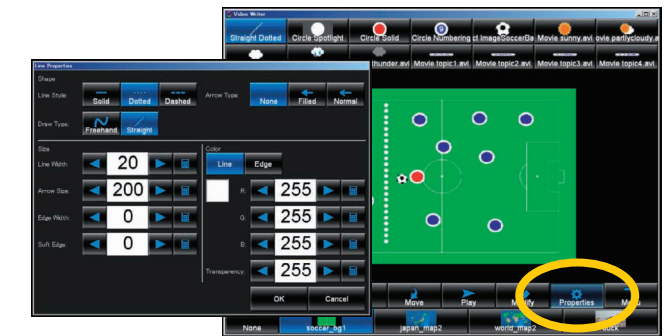 Video Writer
Straight Dotted
Circle Spotlight
Circle Solid
Circle Numbering
t ImageSoccerBa
Movie sunny.avi
ovie partlycloudy.a
hunder.avi
Movie topic1.avi
Movie topic2.avi
Movie topic3.avi
Movie topic4.avi
Line Properties
Shape
Line Style:
Solid
Dotted
Dashed
Arrow Type:
None
Filled
Normal
Draw Type:
Freehand
Straight
Size
Line Width:
20
Arrow Size:
200
Edge Width:
0
Soft Edge:
0
Color
Line
Edge
R:
255
G:
255
B:
255
Transparency:
255
OK
Cancel
Move
Play
Modify
Properties
Menu
None
soccer_bg1
japan_map2
world_map2